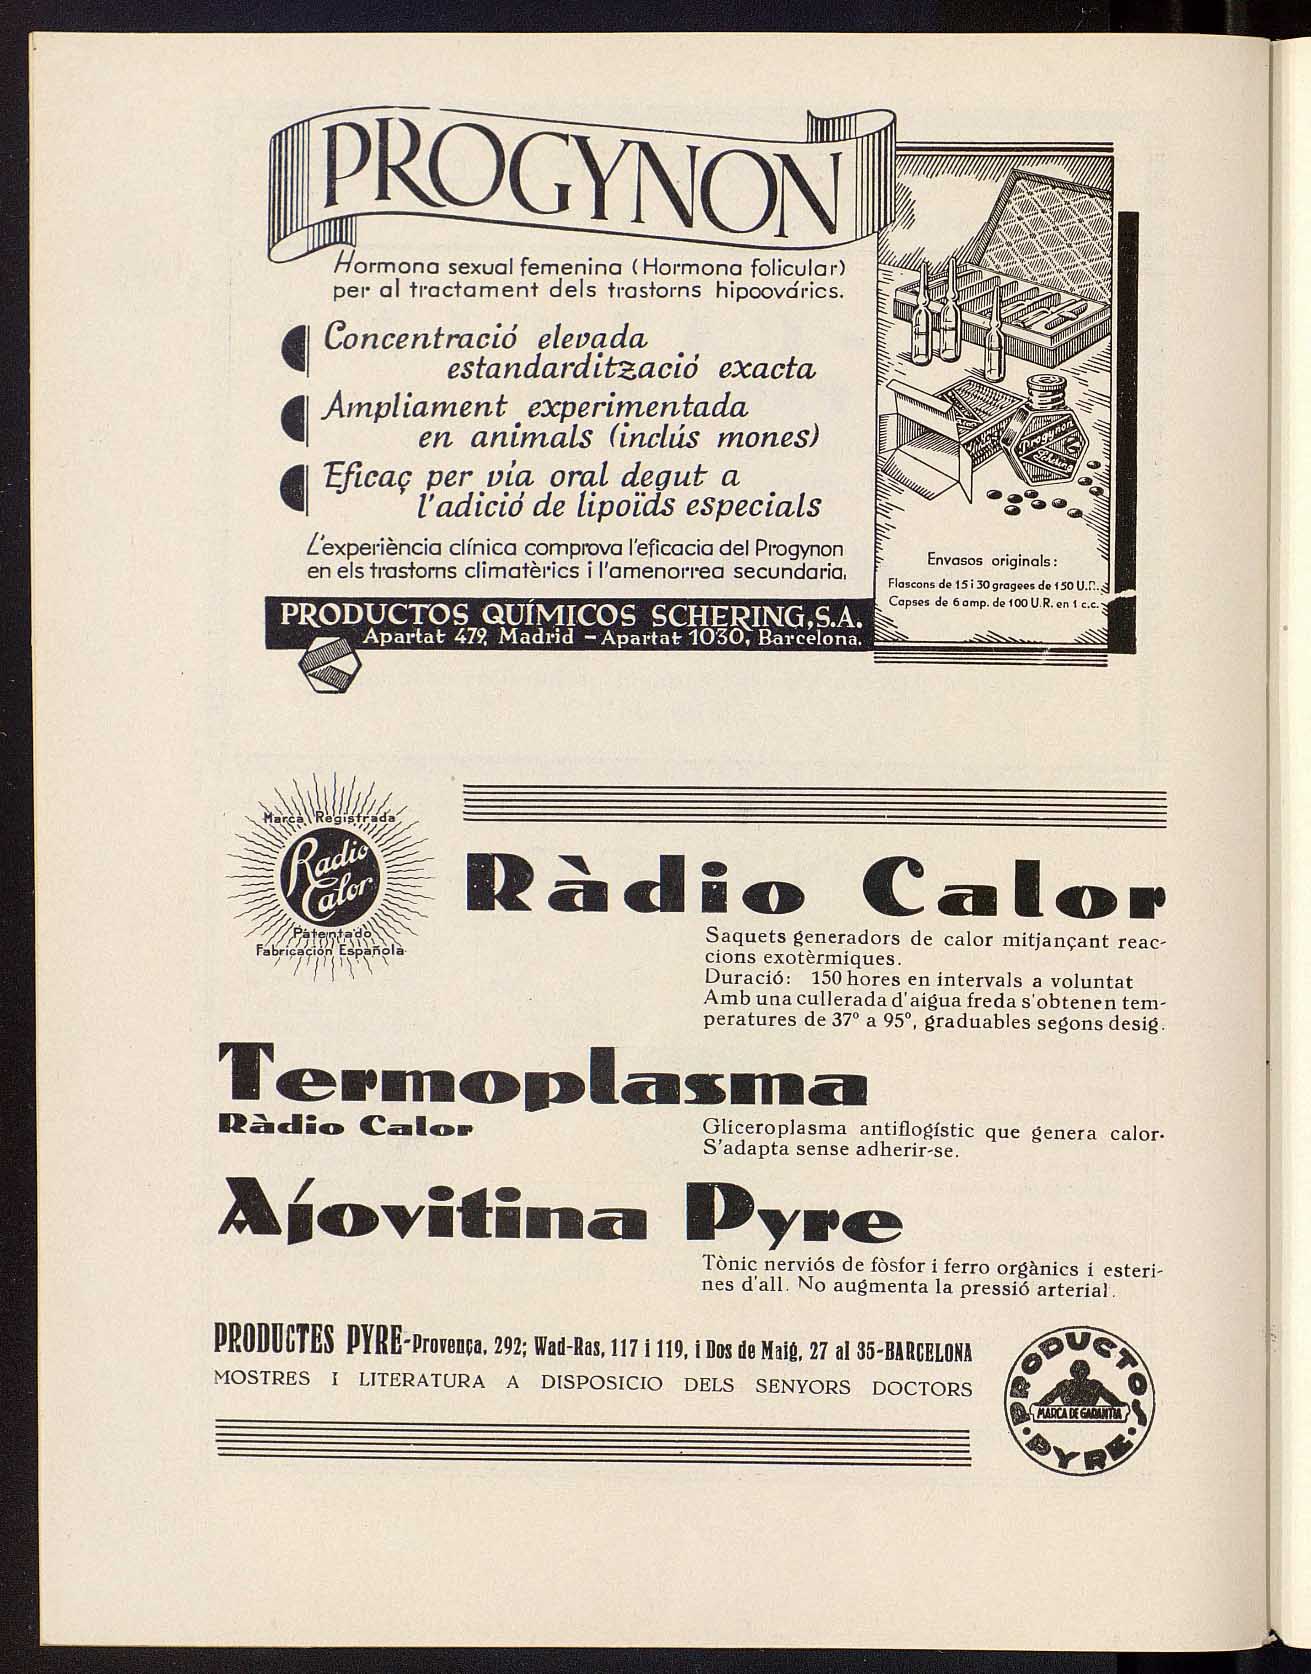 PROGYNON
Hormona sexual femenina (Hormona folicular)
per al tractament dels trastorns hipoovárics.
Concentració elevada
estandardització exacta
Ampliament experimentada
en animals (inclús mones)
Eficaç per vía oral degut a
l'adició de lipoïds especials
L'experiència clínica comprova l'eficacia del Progynon
en els trastorns climatèrics i l'amenorrea secundaria.
Progynon
Schering
Envasos originals:
Flascons de 15 i 30 gragees de 150 U.R.
Capses de 6 amp. de 100 U.R. en 1 c.c.
PRODUCTOS QUÍMICOS SCHERING, S.A.
Apartat 479, Madrid - Apartat 1030, Barcelona.
Marca Registrada
Radio
Calor
Patentado
Fabricación Española
Ràdio Calor
Saquets generadors de calor mitjançant reac-
cions exotèrmiques.
Duració: 150 hores en intervals a voluntat
Amb una cullerada d'aigua freda s'obtenen tem-
peratures de 37º a 95º, graduables segons desig.
Termoplasma
Ràdio Calor
Gliceroplasma antiflogístic que genera calor.
S'adapta sense adherir-se.
Ajovitina Pyre
Tònic nerviós de fòsfor i ferro orgànics i esteri-
nes d'all. No augmenta la pressió arterial.
PRODUCTES PYRE-Provença, 292; Wad-Ras, 117 i 119, i Dos de Maig, 27 al 35-BARCELONA
MOSTRES I LITERATURA A DISPOSICIO DELS SENYORS DOCTORS
PRODUCTOS
MARCA DE GARANTIA
PYRE